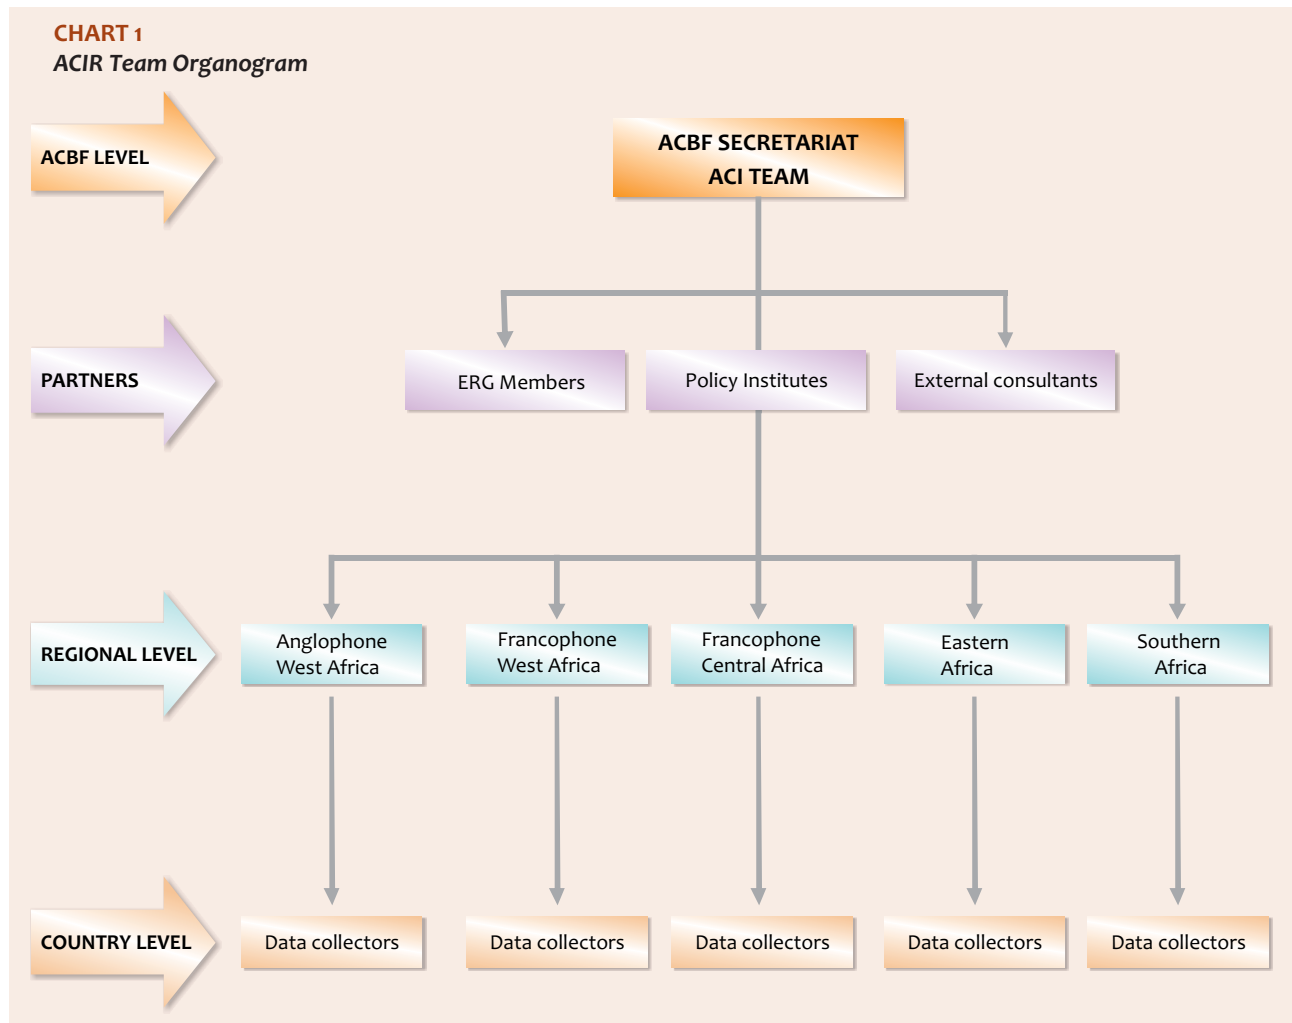 CHART 1
ACIR Team Organogram
ACBF LEVEL
ACBF SECRETARIAT
ACI TEAM
PARTNERS
ERG Members
Policy Institutes
External consultants
REGIONAL LEVEL
Anglophone
West Africa
Francophone
West Africa
Francophone
Central Africa
Eastern
Africa
Southern
Africa
COUNTRY LEVEL
Data collectors
Data collectors
Data collectors
Data collectors
Data collectors